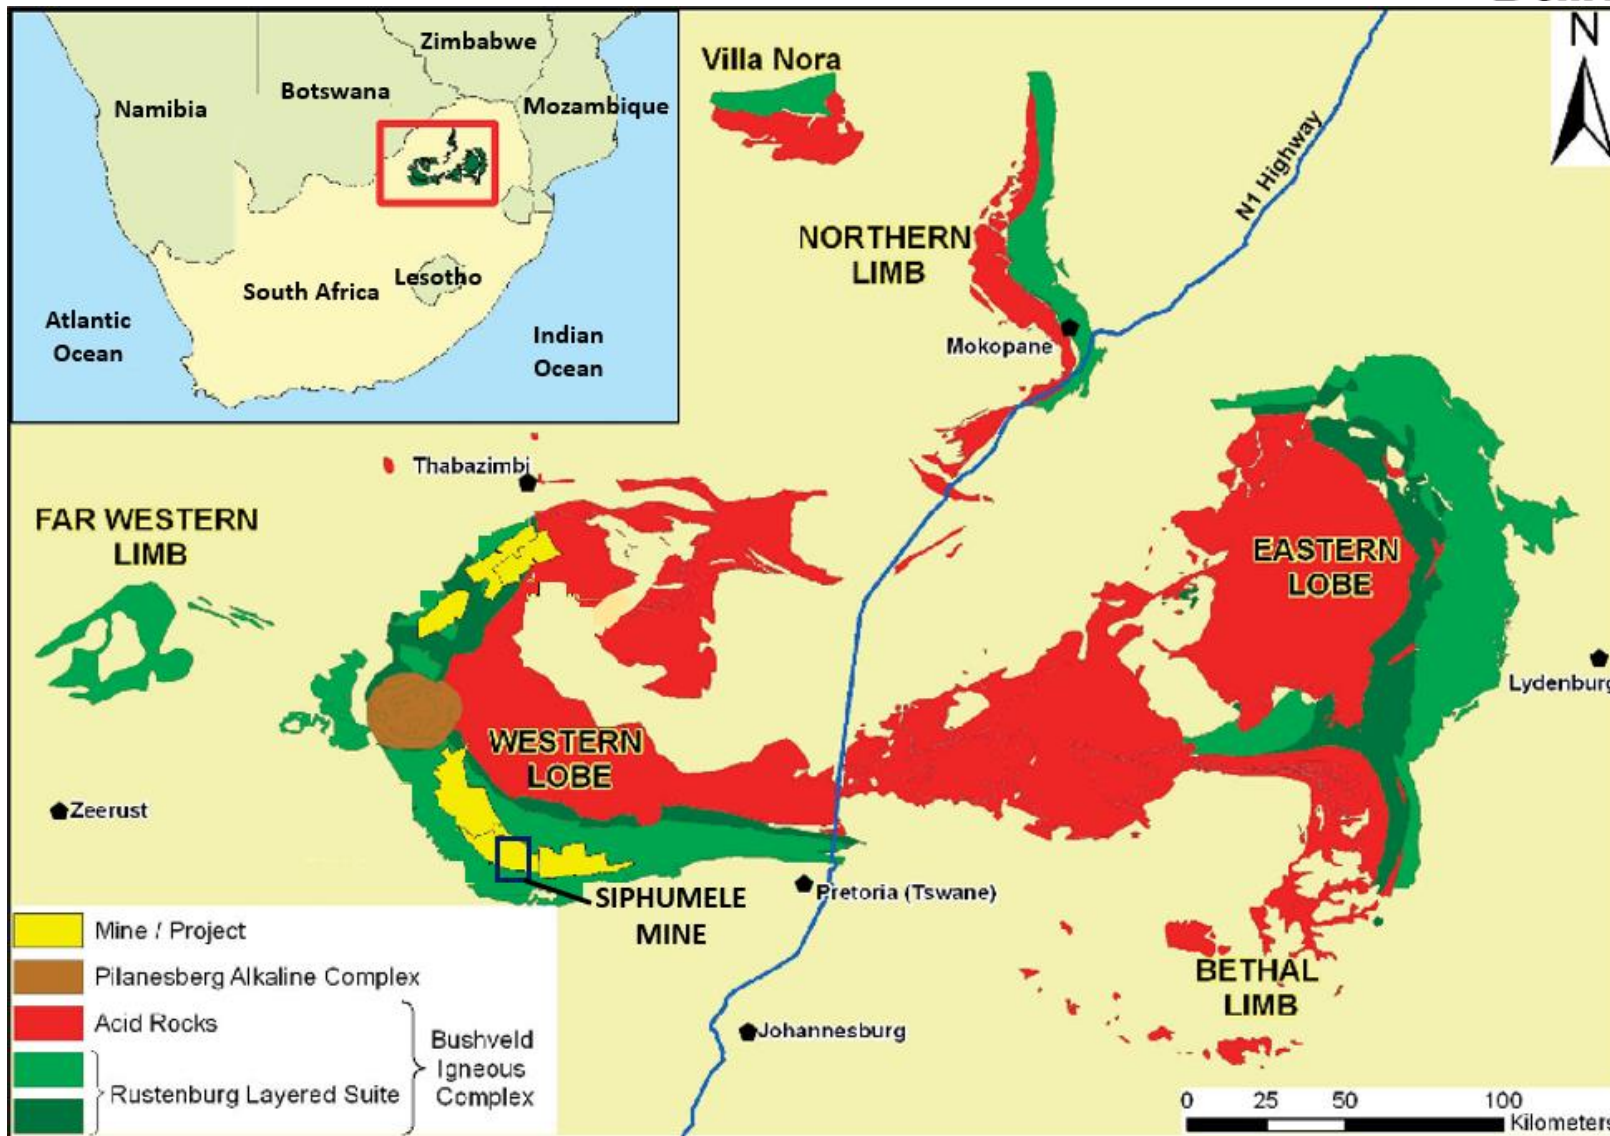 Zimbabwe
Botswana
Namibia
Mozambique
South Africa
Lesotho
Atlantic
Ocean
Indian
Ocean
Villa Nora
N
N1 Highway
NORTHERN
LIMB
Mokopane
Thabazimbi
FAR WESTERN
LIMB
EASTERN
LOBE
Lydenburg
WESTERN
LOBE
Zeerust
SIPHUMELE
MINE
Pretoria (Tswane)
BETHAL
LIMB
Johannesburg
Mine / Project
Pilanesberg Alkaline Complex
Acid Rocks
Rustenburg Layered Suite
Bushveld
Igneous
Complex
0 25 50 100
Kilometers